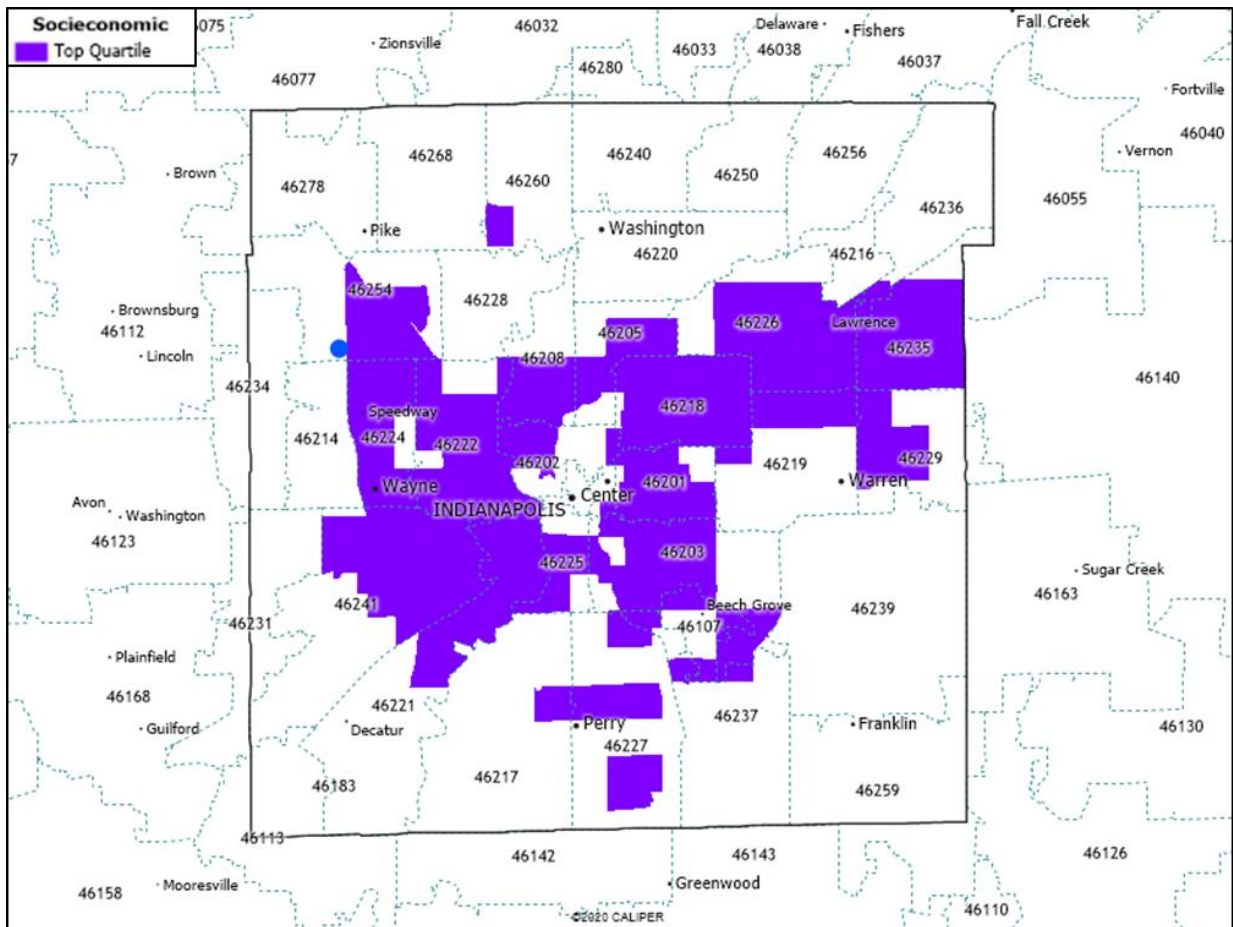 Socieconomic
Top Quartile
075
46032
Delaware
Fishers
Fall Creek
Zionsville
46033
46038
46280
46037
46077
Fortville
46040
Vernon
7
46268
46240
46256
46250
Brown
46278
46260
46236
46055
Pike
Washington
46220
46216
46254
46228
Brownsburg
46112
46205
46226
Lawrence
46235
Lincoln
46208
46234
46140
Speedway
46218
46214
46224
46222
46202
46219
46229
Wayne
46201
Warren
Center
INDIANAPOLIS
Avon
Washington
46123
46225
46203
Sugar Creek
46163
46241
Beech Grove
46239
46231
46107
Plainfield
46168
46221
46237
Guilford
Decatur
Perry
Franklin
46130
46227
46183
46217
46259
46113
46142
46143
46126
46158
Mooresville
Greenwood
©2020 CALIPER
46110